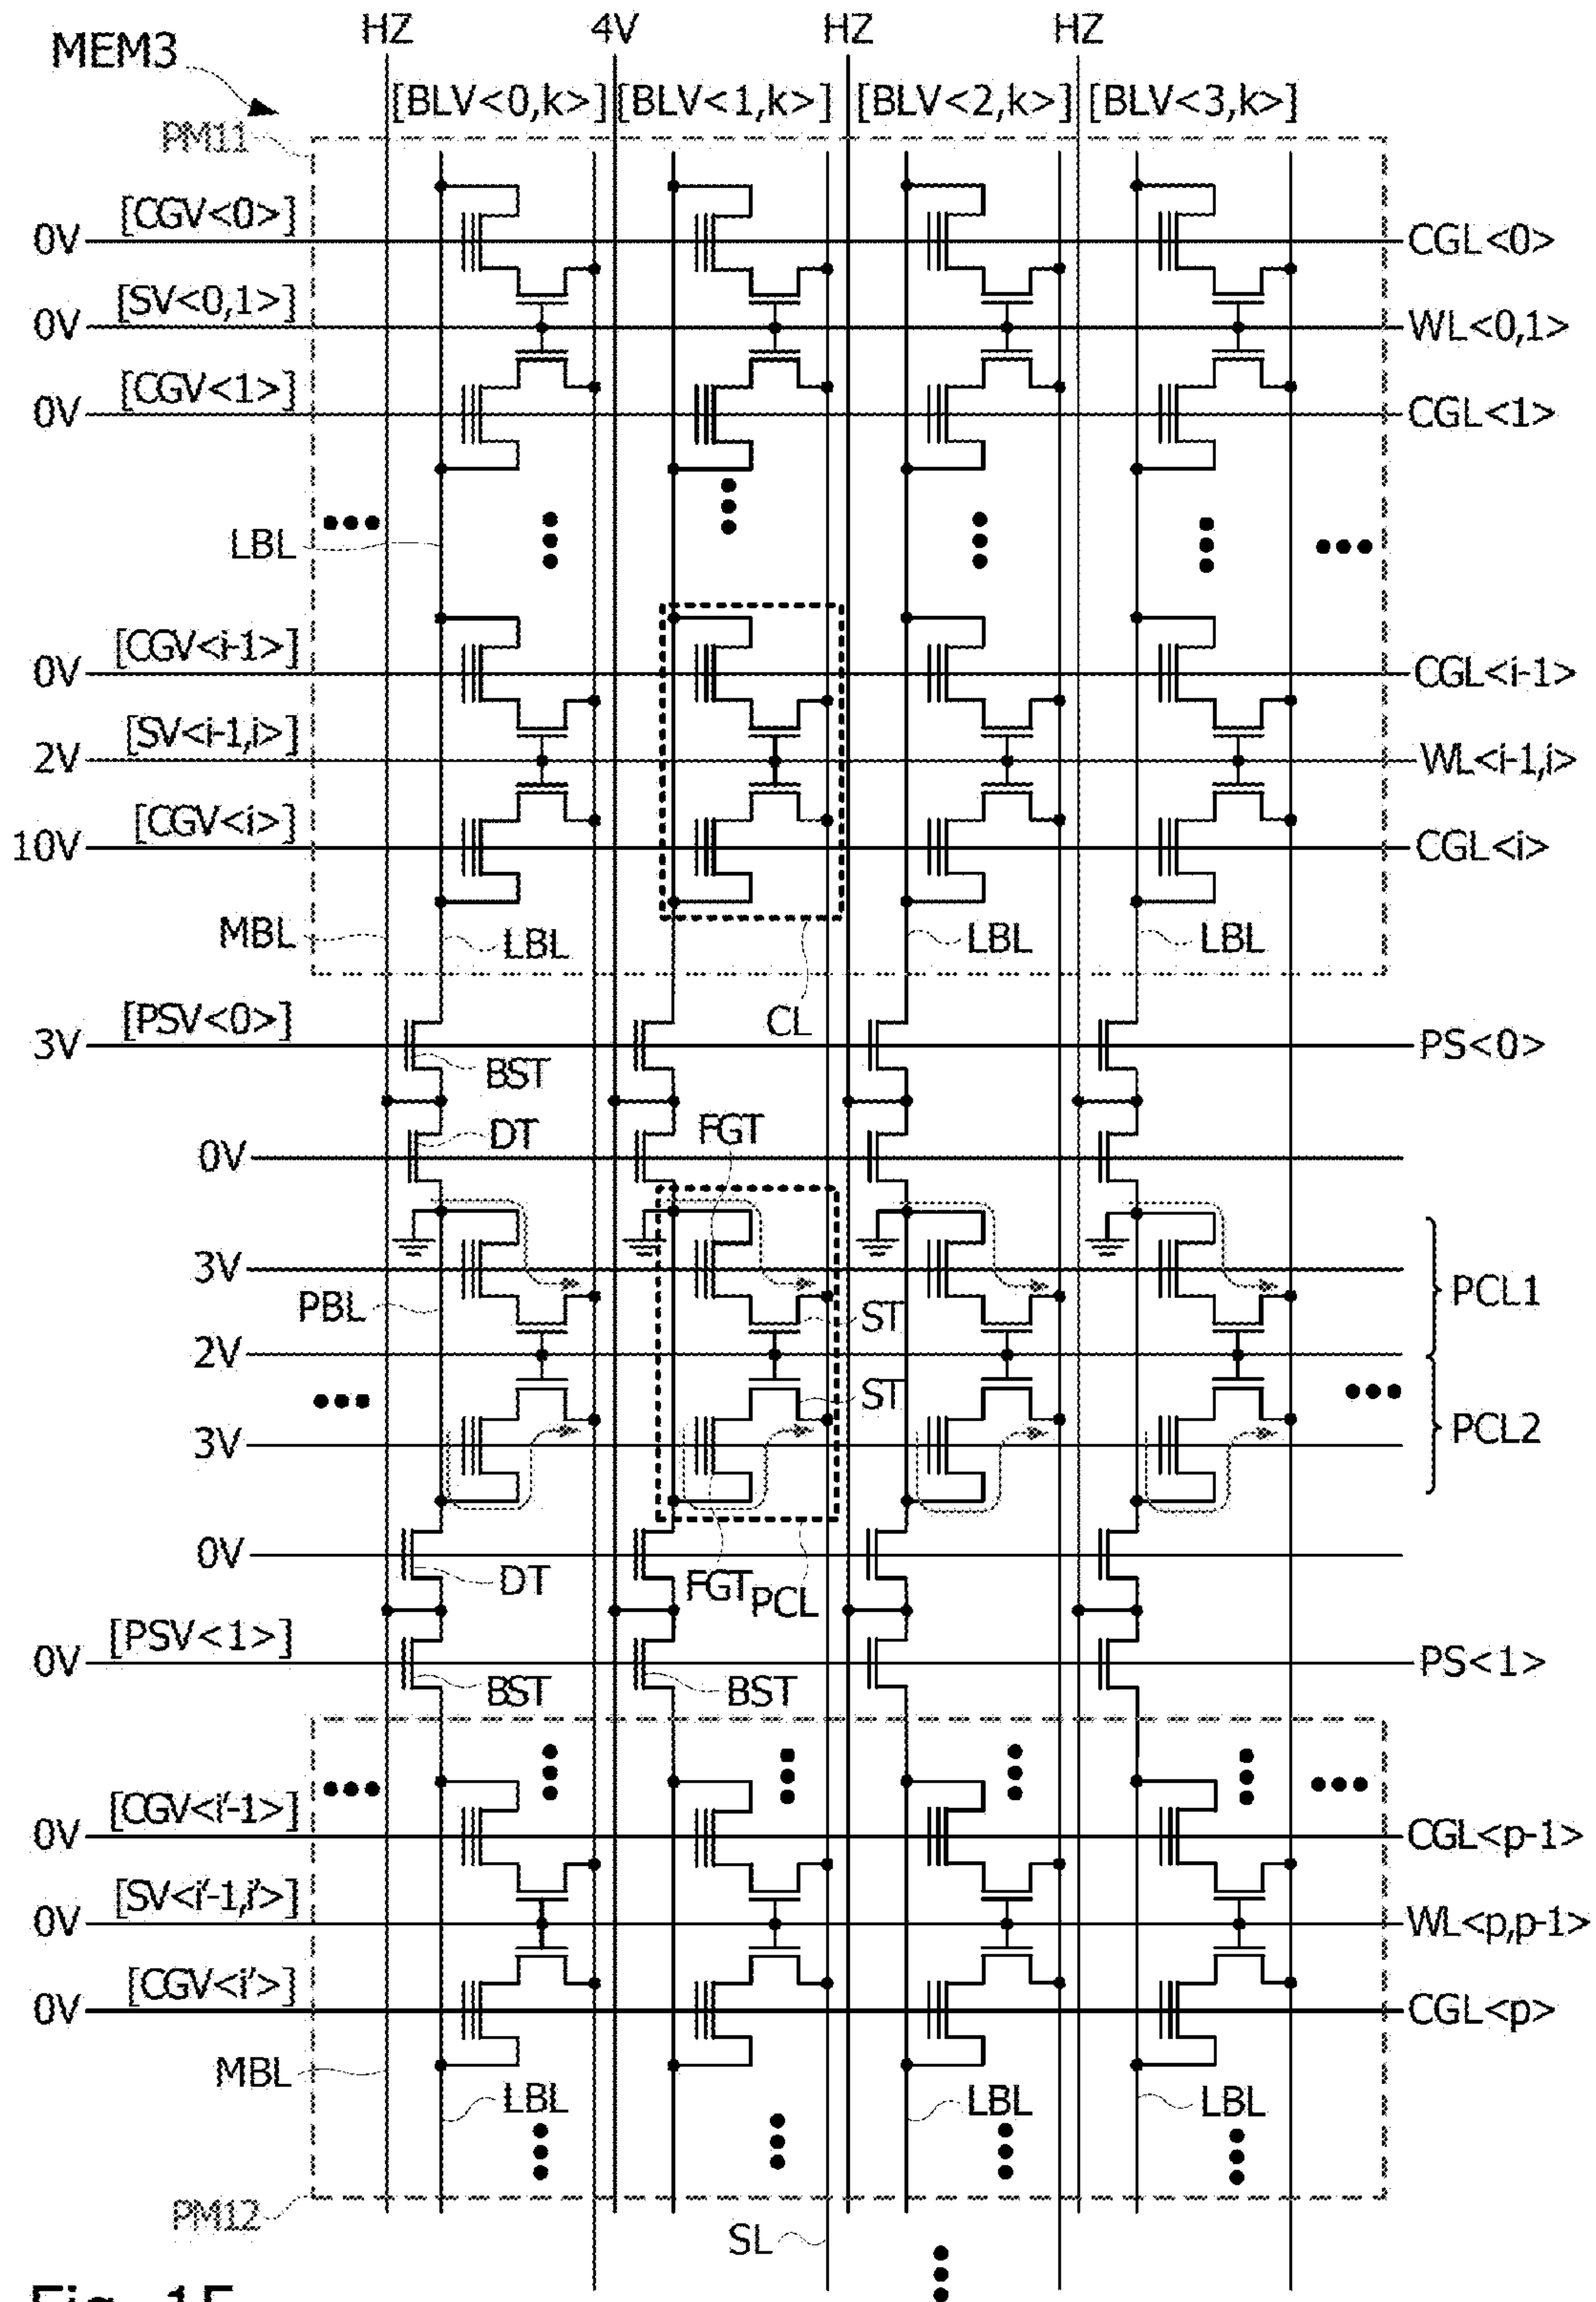 HZ 4V HZ HZ
MEM3
[BLV<0,k>] [BLV<1,k>] [BLV<2,k>] [BLV<3,k>]
PM11
[CGV<0>]
0V CGL<0>
[SV<0,1>]
0V WL<0,1>
[CGV<1>]
0V CGL<1>
LBL
[CGV<i-1>]
0V CGL<i-1>
[SV<i-1,i>]
2V WL<i-1,i>
[CGV<i>]
10V CGL<i>
MBL LBL LBL LBL
CL
[PSV<0>]
3V PS<0>
BST
DT FGT
0V
3V
PBL ST PCL1
2V
ST
3V PCL2
0V
DT FGT PCL
[PSV<1>]
0V PS<1>
BST BST
[CGV<i'-1>]
0V CGL<p-1>
[SV<i'-1,i'>]
0V WL<p,p-1>
[CGV<i'>]
0V CGL<p>
MBL
LBL LBL LBL
PM12
SL